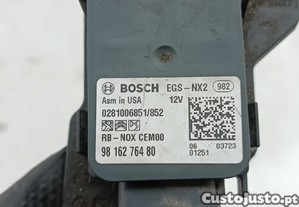 BOSCH EGS-NX2 982
Asm in USA 12V
0281006851/852
RB-NOX CEM00
98 162 764 80
06 03723
01251
CustoJusto.pt